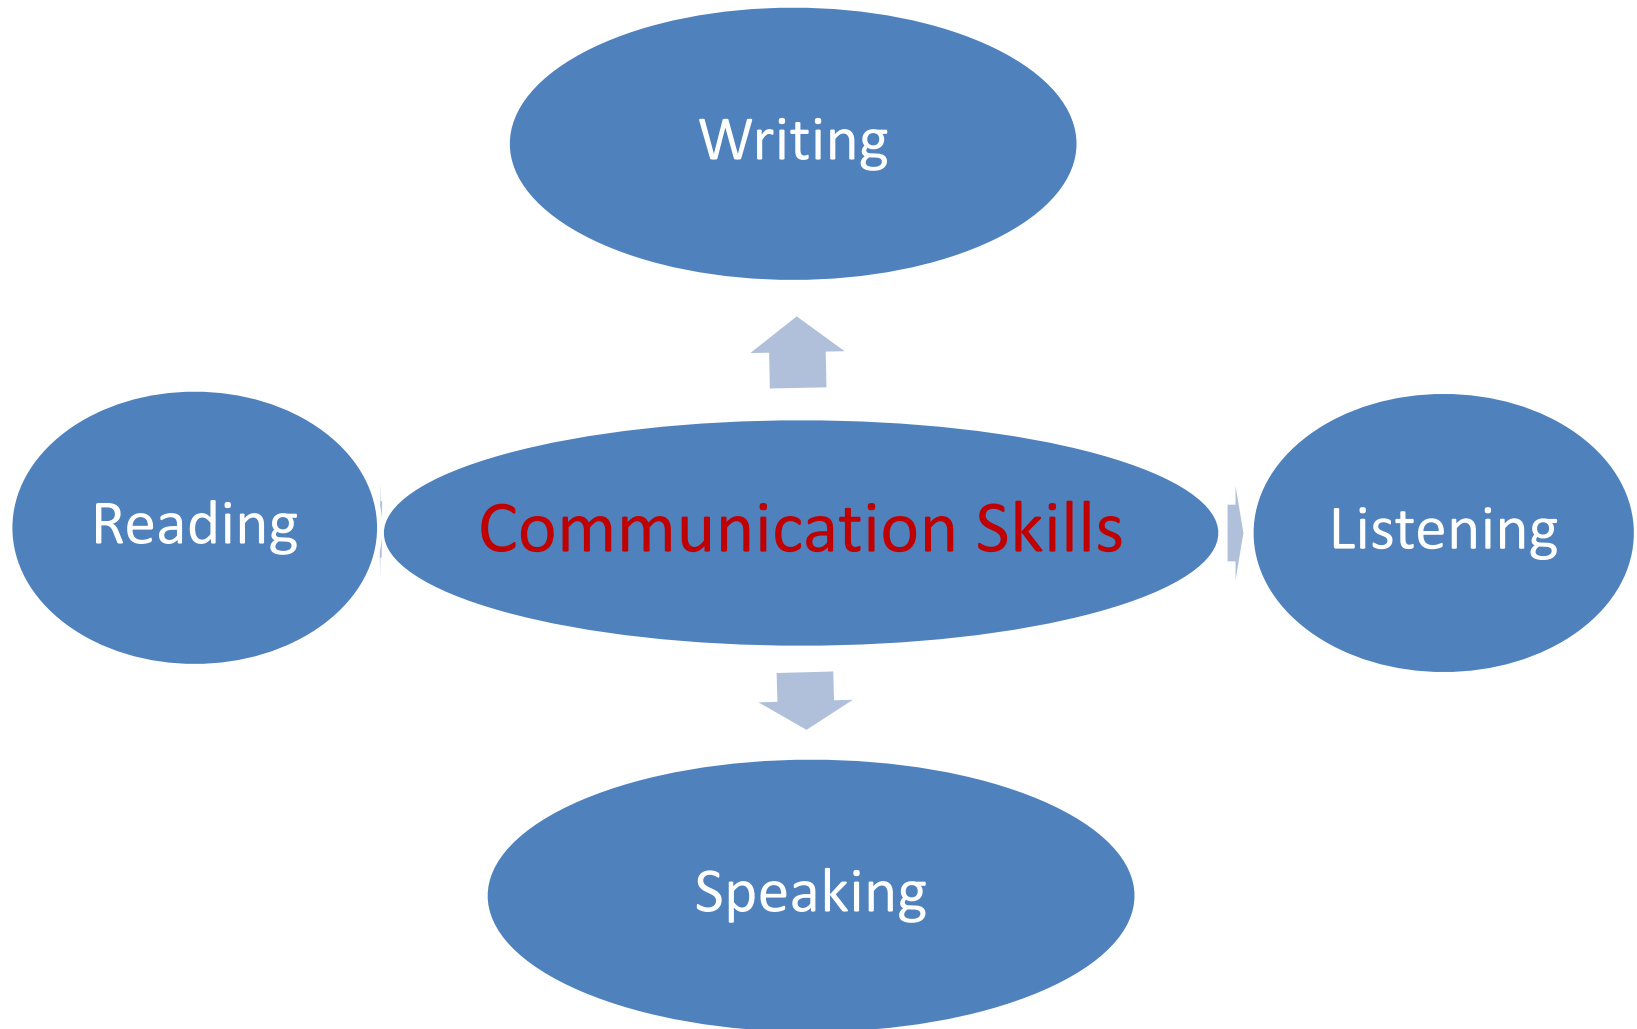 Writing
Reading
Communication Skills
Listening
Speaking